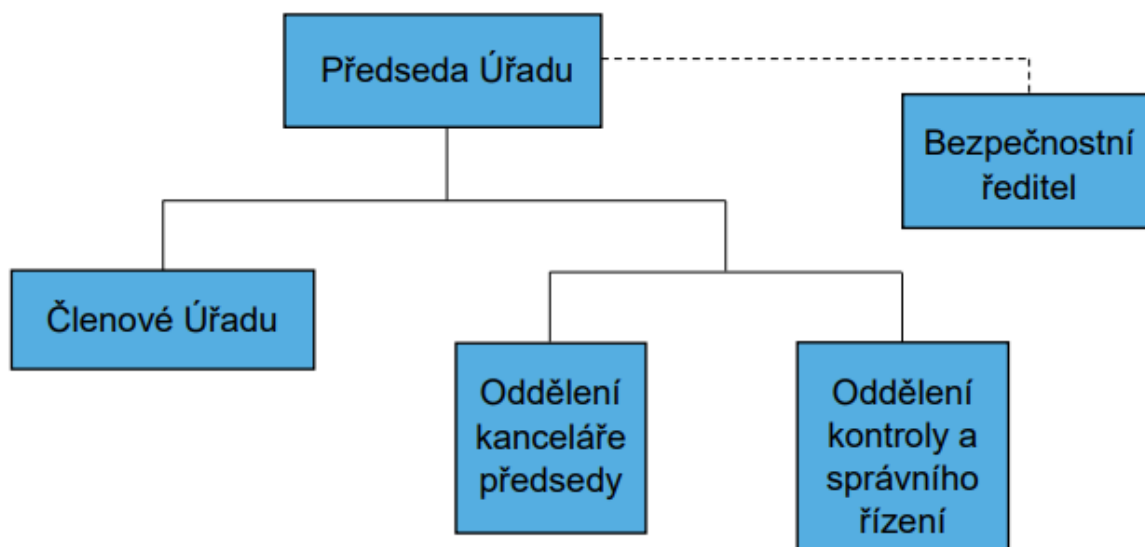 Předseda Úřadu
Bezpečnostní
ředitel
Členové Úřadu
Oddělení
kanceláře
předsedy
Oddělení
kontroly a
správního
řízení